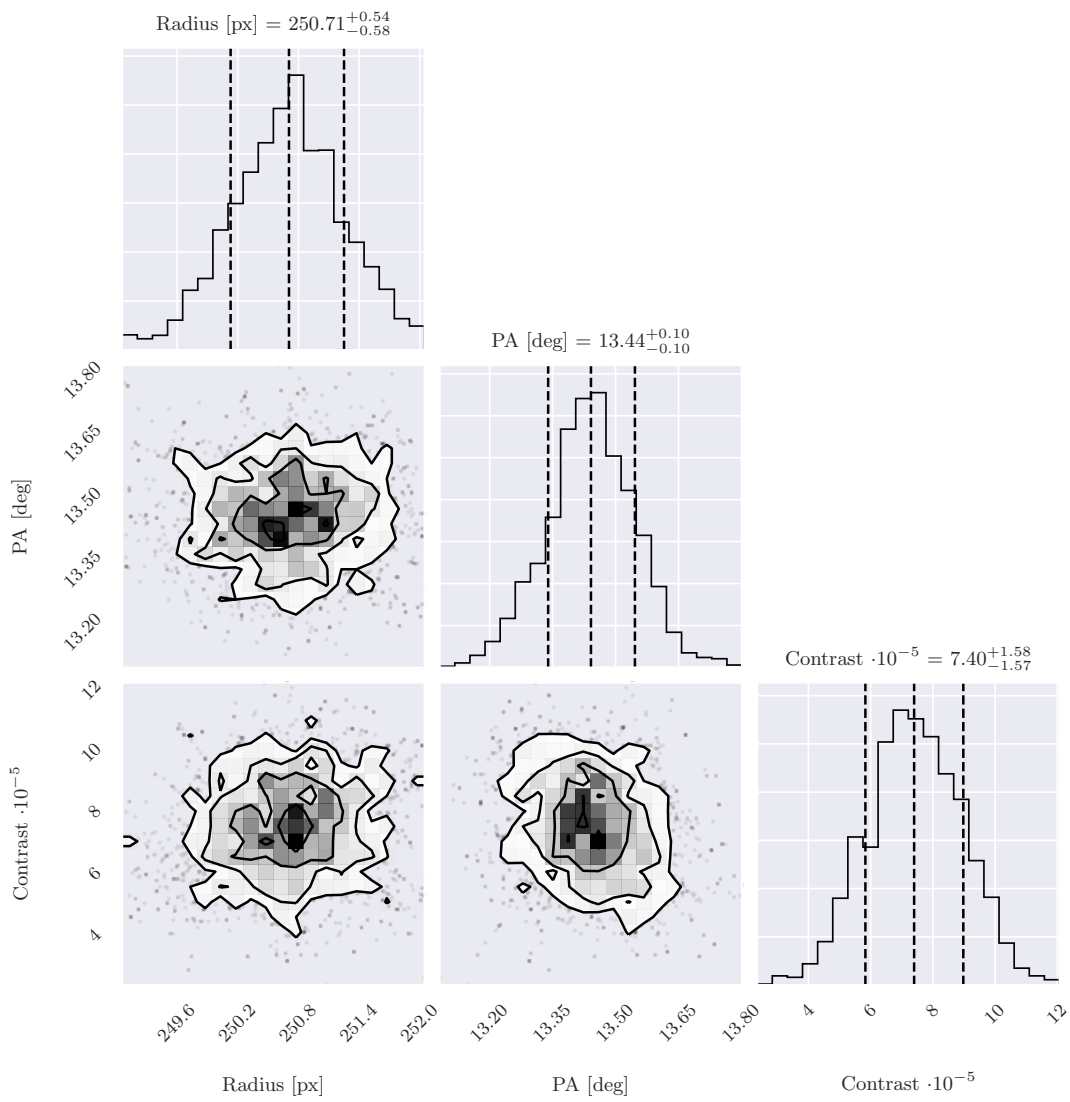 Radius [px] = 250.71^{+0.54}_{-0.58}
PA [deg] = 13.44^{+0.10}_{-0.10}
Contrast ·10^{-5} = 7.40^{+1.58}_{-1.57}
13.80
13.65
13.50
13.35
13.20
PA [deg]
12
10
8
6
4
Contrast ·10^{-5}
249.6 250.2 250.8 251.4 252.0
13.20 13.35 13.50 13.65 13.80
4 6 8 10 12
Radius [px]
PA [deg]
Contrast ·10^{-5}